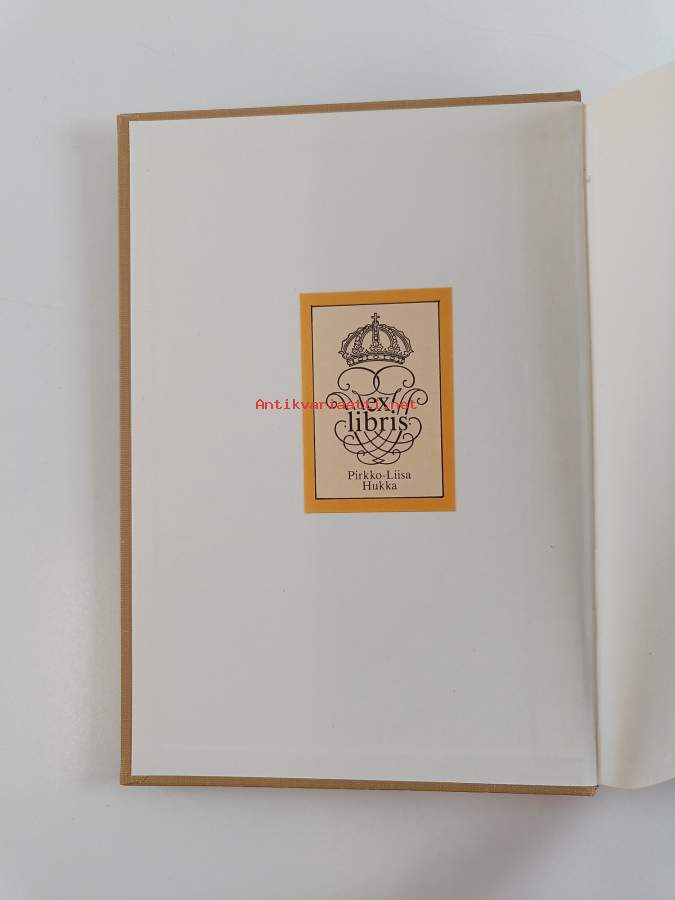 ex
Antikvariaatti.net
libris
Pirkko-Liisa
Hukka